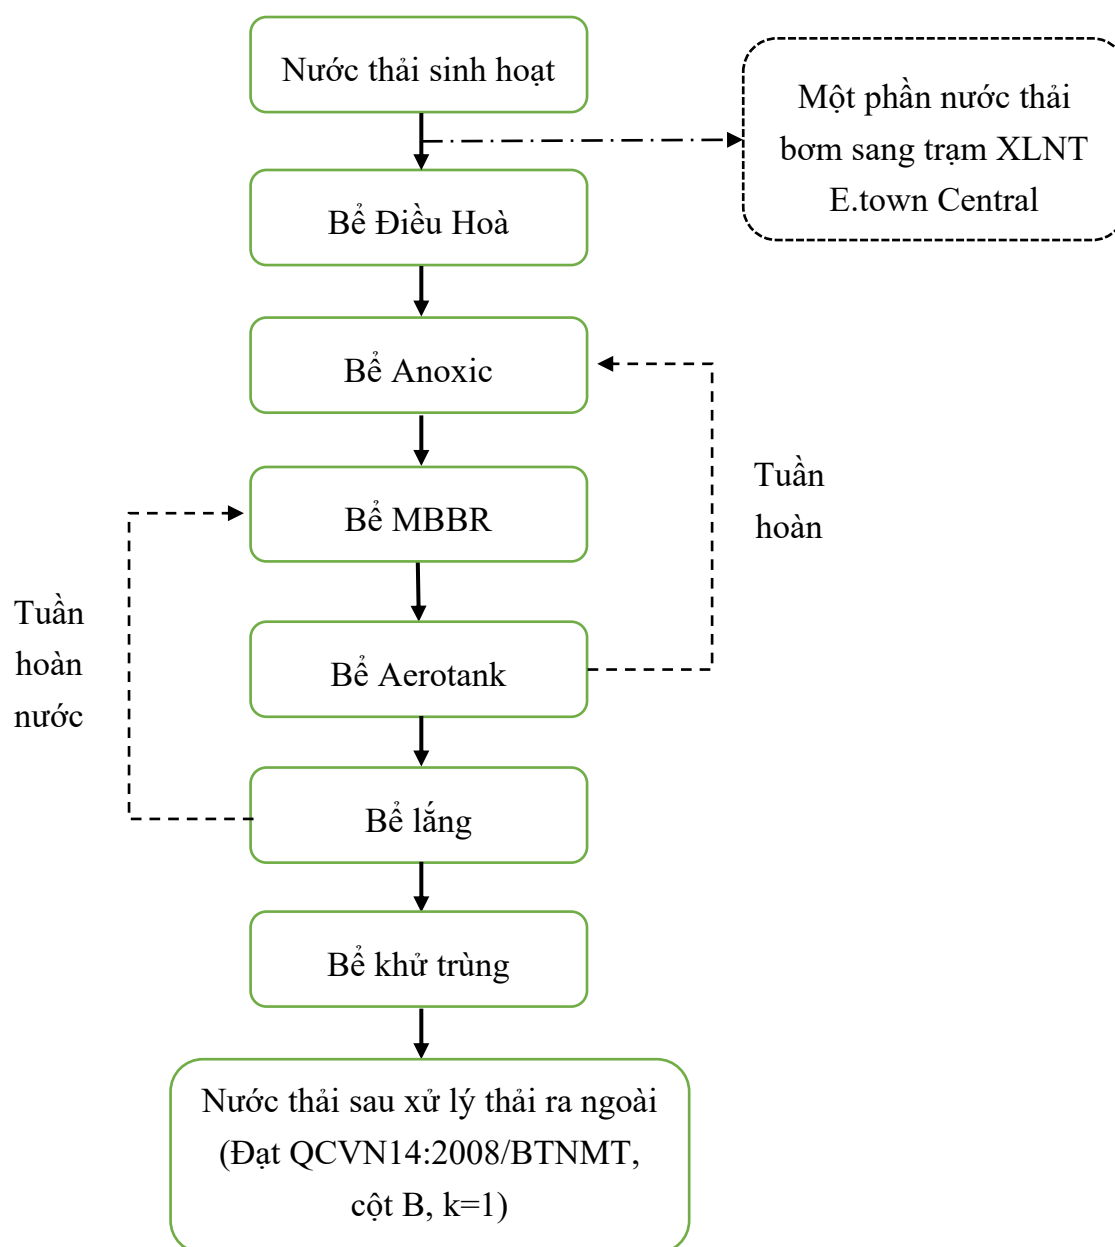 Nước thải sinh hoạt
Một phần nước thải
bơm sang trạm XLNT
E.town Central
Bể Điều Hoà
Bể Anoxic
Tuần
hoàn
Bể MBBR
Tuần
hoàn
nước
Bể Aerotank
Bể lắng
Bể khử trùng
Nước thải sau xử lý thải ra ngoài
(Đạt QCVN14:2008/BTNMT,
cột B, k=1)